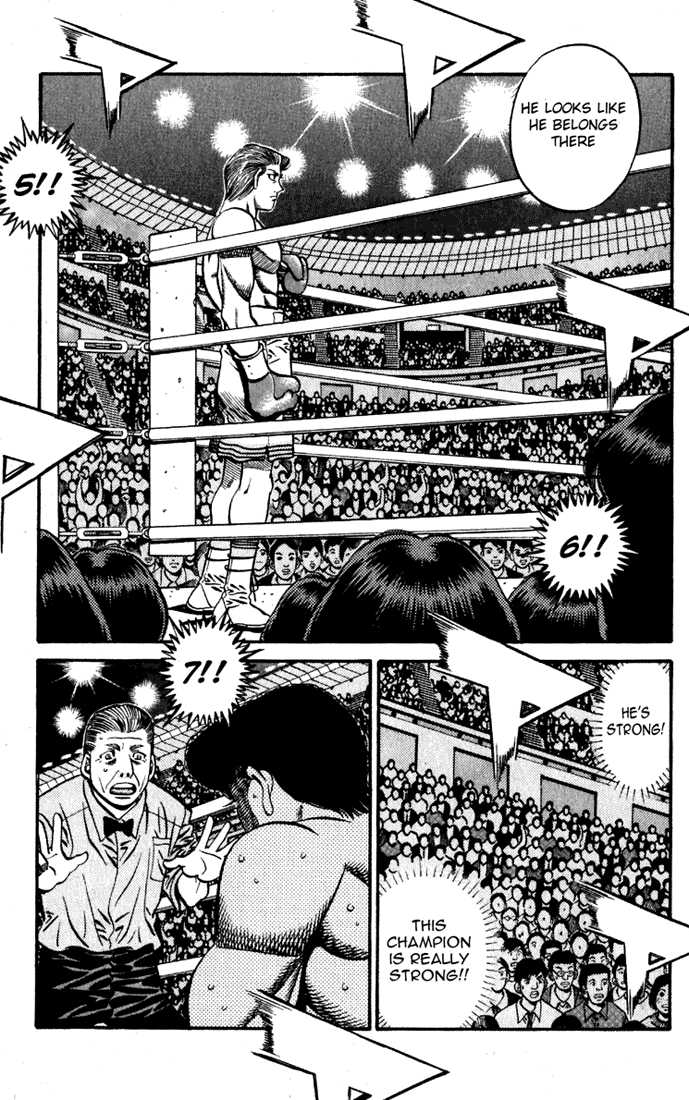 HE LOOKS LIKE
HE BELONGS
THERE
5!!
6!!
7!!
HE'S
STRONG!
THIS
CHAMPION
IS REALLY
STRONG!!